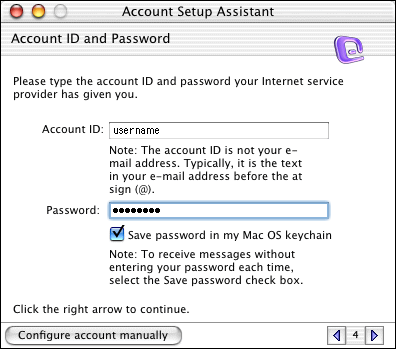 Account Setup Assistant
Account ID and Password
Please type the account ID and password your Internet service
provider has given you.
Account ID: username
Note: The account ID is not your e-
mail address. Typically, it is the text
in your e-mail address before the at
sign (@).
Password: ••••••••
Save password in my Mac OS keychain
Note: To receive messages without
entering your password each time,
select the Save password check box.
Click the right arrow to continue.
Configure account manually
4